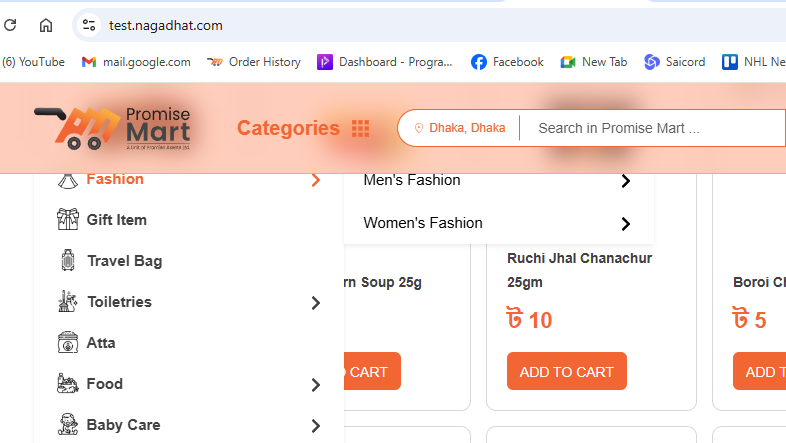 test.nagadhat.com
(6) YouTube
mail.google.com
Order History
Dashboard - Progra...
Facebook
New Tab
Saicord
NHL Ne
Promise
Mart
A Unit of Promise Assets Ltd.
Categories
Dhaka, Dhaka
Search in Promise Mart ...
Fashion
Gift Item
Travel Bag
Toiletries
Atta
Food
Baby Care
Men's Fashion
Women's Fashion
rn Soup 25g
CART
Ruchi Jhal Chanachur
25gm
ট 10
ADD TO CART
Boroi Ch
ট 5
ADD T